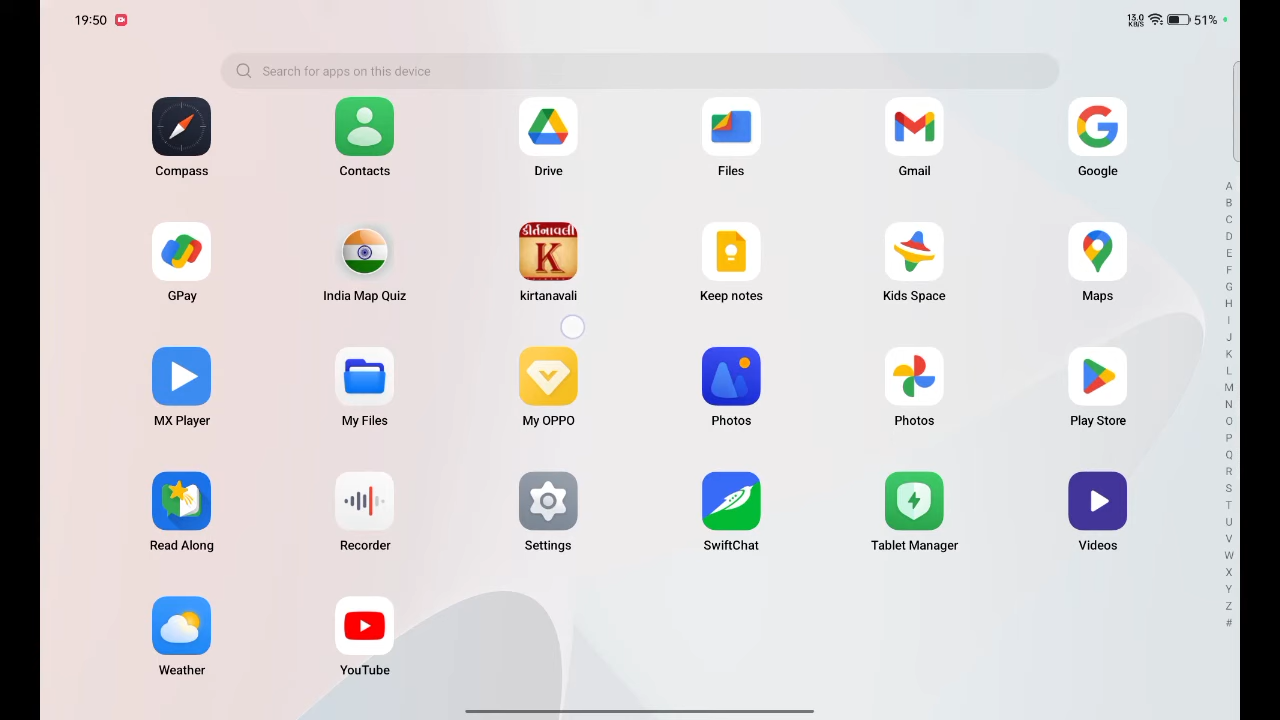 19:50
13.0
KB/S
51%
Search for apps on this device
Compass
Contacts
Drive
Files
Gmail
Google
GPay
India Map Quiz
કીર્તનાવલી
K
kirtanavali
Keep notes
Kids Space
Maps
MX Player
My Files
My OPPO
Photos
Photos
Play Store
Read Along
Recorder
Settings
SwiftChat
Tablet Manager
Videos
Weather
YouTube
A
B
C
D
E
F
G
H
I
J
K
L
M
N
O
P
Q
R
S
T
U
V
W
X
Y
Z
#